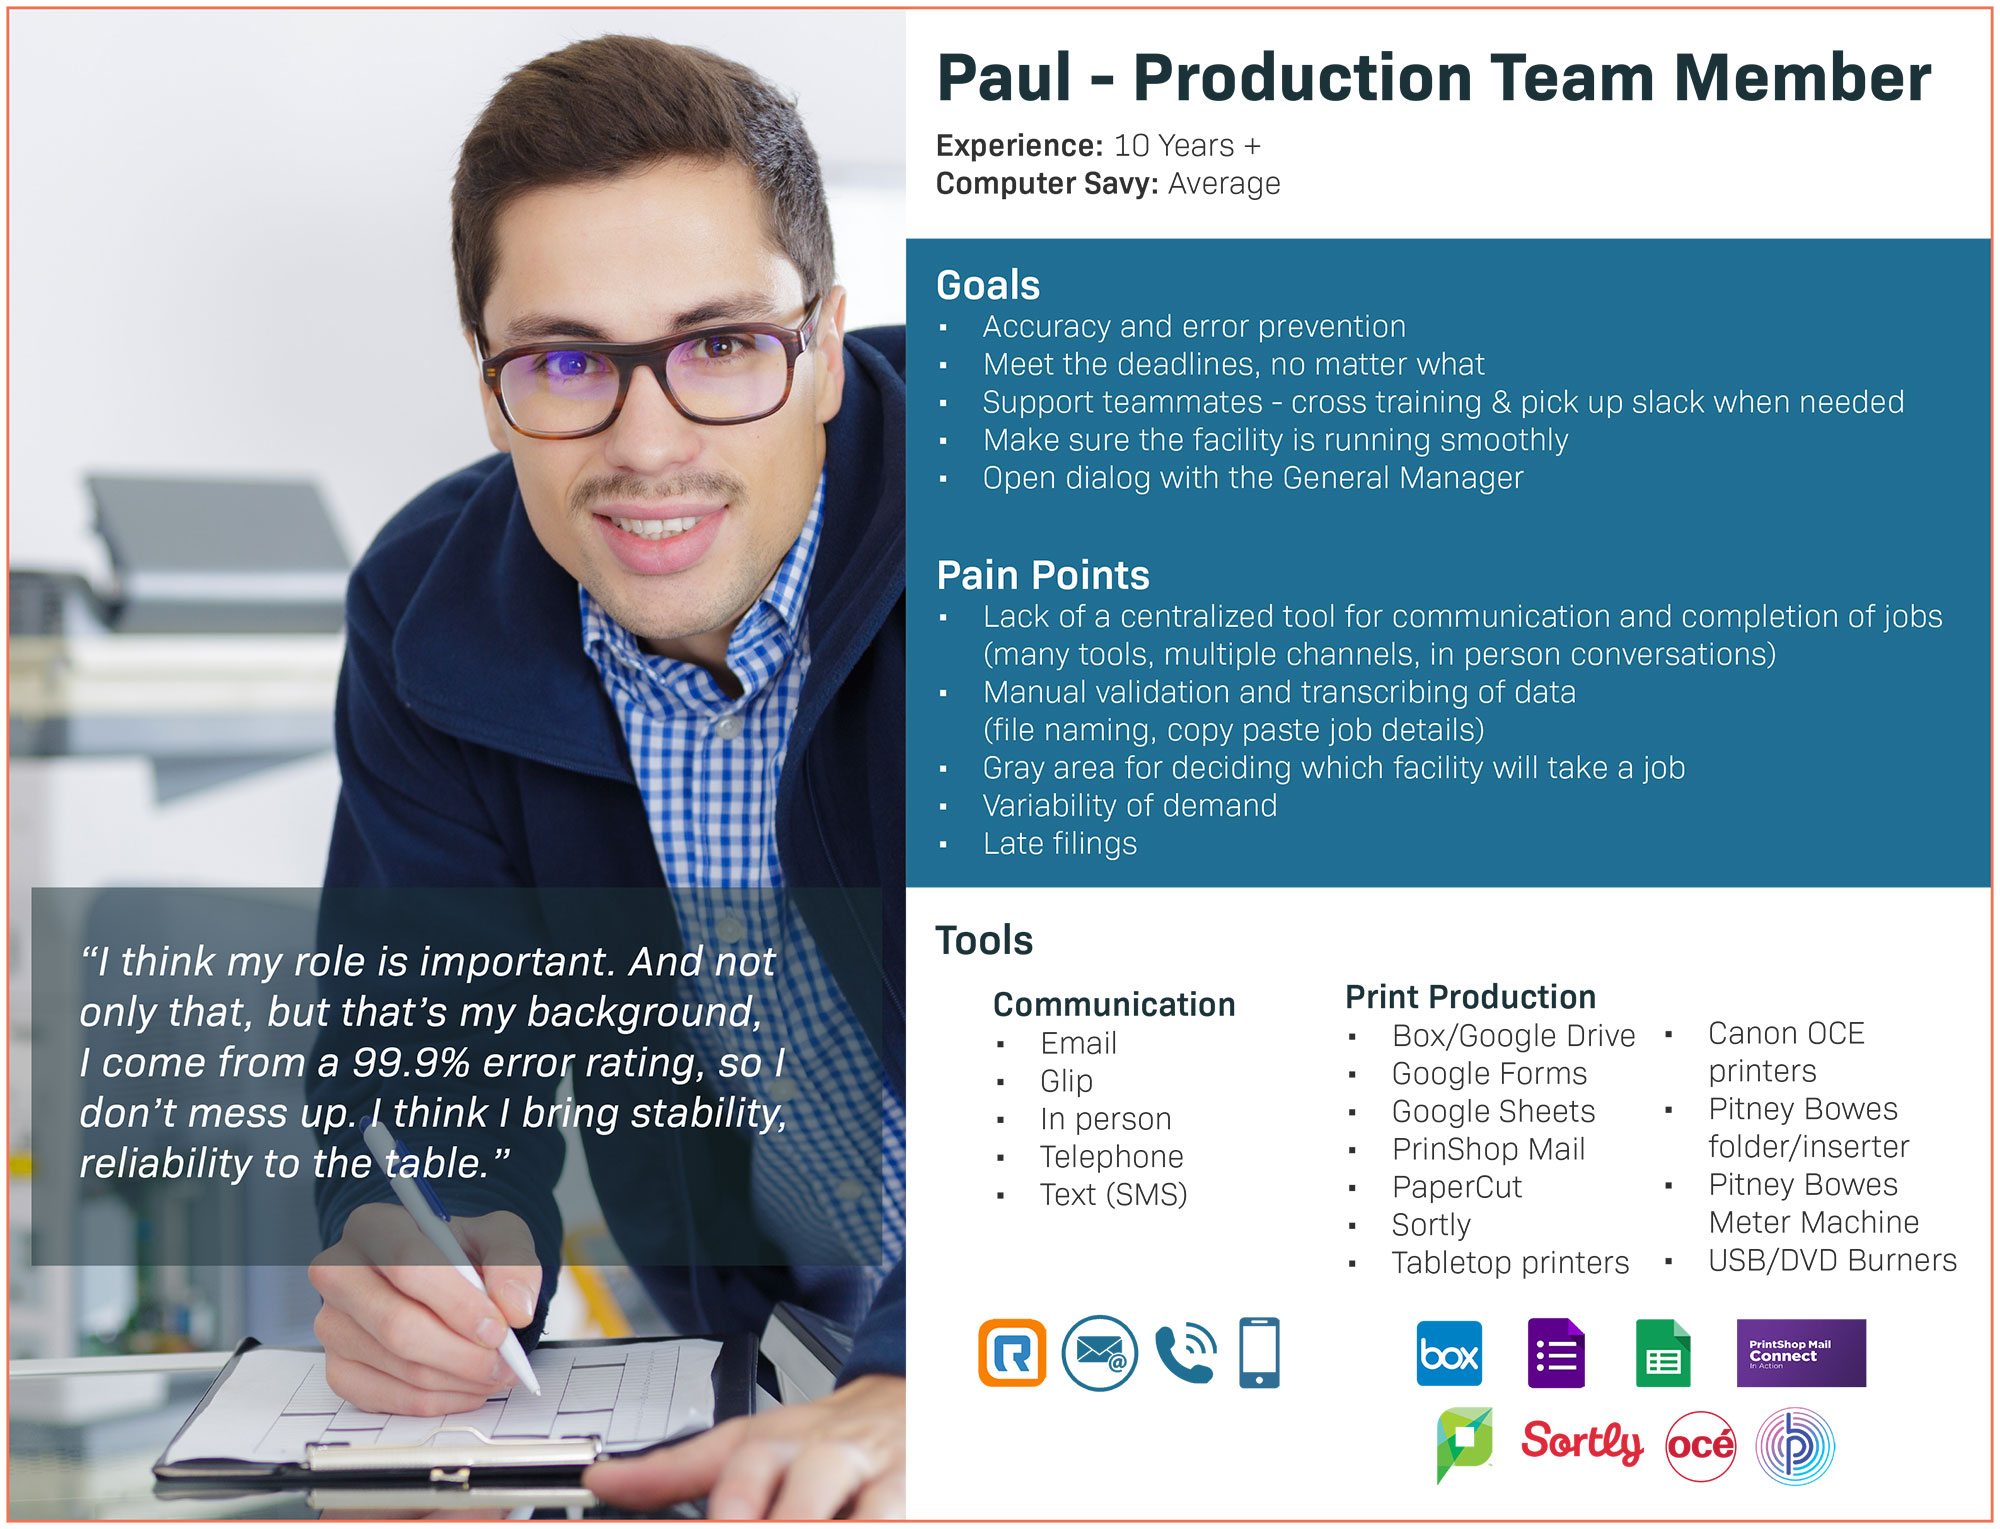 Paul - Production Team Member
Experience: 10 Years +
Computer Savy: Average
Goals
▪ Accuracy and error prevention
▪ Meet the deadlines, no matter what
▪ Support teammates - cross training & pick up slack when needed
▪ Make sure the facility is running smoothly
▪ Open dialog with the General Manager
Pain Points
▪ Lack of a centralized tool for communication and completion of jobs
(many tools, multiple channels, in person conversations)
▪ Manual validation and transcribing of data
(file naming, copy paste job details)
▪ Gray area for deciding which facility will take a job
▪ Variability of demand
▪ Late filings
“I think my role is important. And not
only that, but that’s my background,
I come from a 99.9% error rating, so I
don’t mess up. I think I bring stability,
reliability to the table.”
Tools
Communication
▪ Email
▪ Glip
▪ In person
▪ Telephone
▪ Text (SMS)
Print Production
▪ Box/Google Drive
▪ Google Forms
▪ Google Sheets
▪ PrinShop Mail
▪ PaperCut
▪ Sortly
▪ Tabletop printers
▪ Canon OCE
printers
▪ Pitney Bowes
folder/inserter
▪ Pitney Bowes
Meter Machine
▪ USB/DVD Burners
@
box
PrintShop Mail
Connect
In Action
Sortly
océ